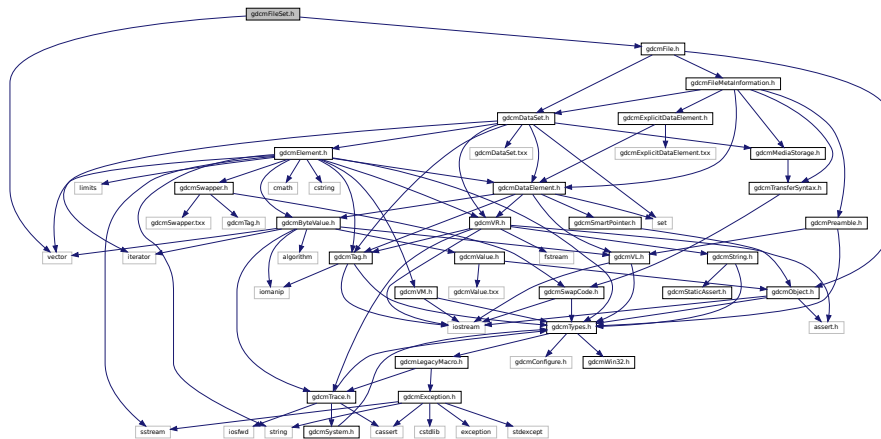 gdcmFileSet.h
gdcmFile.h
gdcmFileMetaInformation.h
gdcmDataSet.h
gdcmExplicitDataElement.h
gdcmElement.h
gdcmDataSet.txx
gdcmExplicitDataElement.txx
gdcmMediaStorage.h
limits
gdcmSwapper.h
cmath
cstring
gdcmDataElement.h
gdcmTransferSyntax.h
gdcmSwapper.txx
gdcmTag.h
gdcmByteValue.h
gdcmVR.h
gdcmSmartPointer.h
set
gdcmPreamble.h
vector
iterator
algorithm
gdcmTag.h
gdcmValue.h
fstream
gdcmVL.h
gdcmString.h
iomanip
gdcmVM.h
gdcmValue.txx
gdcmSwapCode.h
gdcmStaticAssert.h
gdcmObject.h
iostream
gdcmTypes.h
assert.h
gdcmLegacyMacro.h
gdcmConfigure.h
gdcmWin32.h
gdcmTrace.h
gdcmException.h
sstream
iosfwd
string
gdcmSystem.h
cassert
cstdlib
exception
stdexcept